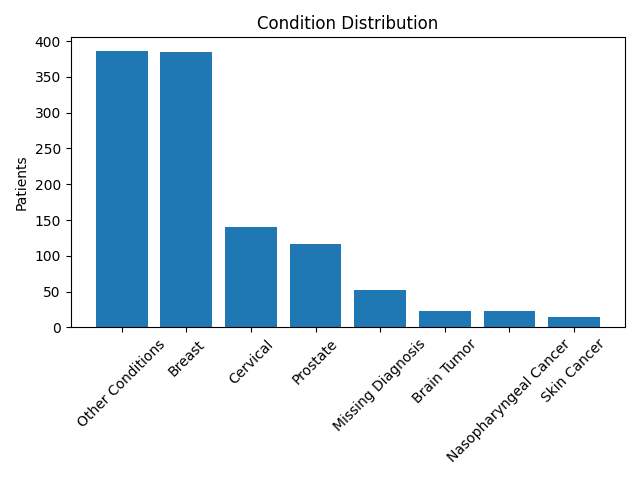 Condition Distribution
Patients
400
350
300
250
200
150
100
50
0
Other Conditions
Breast
Cervical
Prostate
Missing Diagnosis
Brain Tumor
Nasopharyngeal Cancer
Skin Cancer